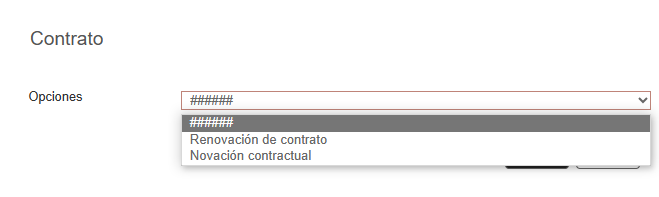 Contrato
Opciones
######
######
Renovación de contrato
Novación contractual